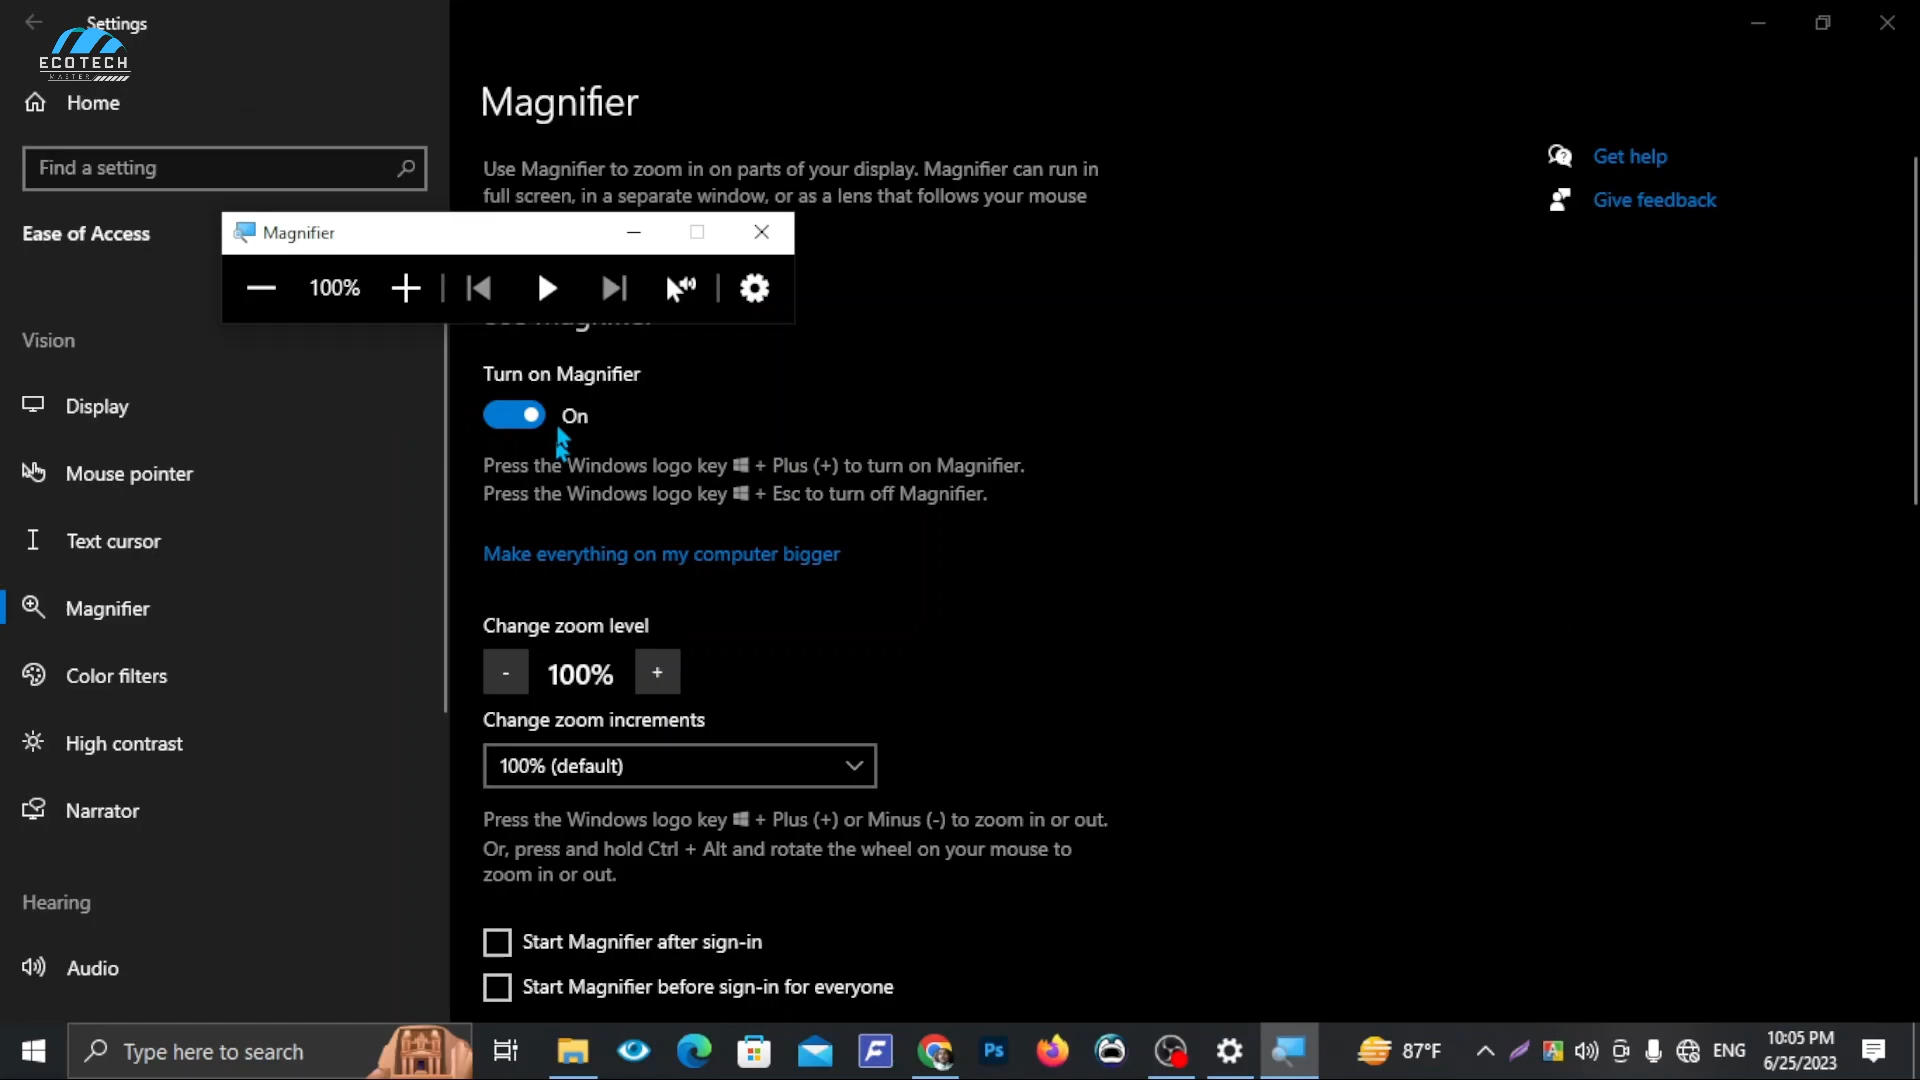 Settings
ECOTECH
MASTER
Home
Find a setting
Ease of Access
Vision
Display
Mouse pointer
Text cursor
Magnifier
Color filters
High contrast
Narrator
Hearing
Audio
Magnifier
Use Magnifier to zoom in on parts of your display. Magnifier can run in
full screen, in a separate window, or as a lens that follows your mouse
Magnifier
100%
Turn on Magnifier
On
Press the Windows logo key + Plus (+) to turn on Magnifier.
Press the Windows logo key + Esc to turn off Magnifier.
Make everything on my computer bigger
Change zoom level
- 100% +
Change zoom increments
100% (default)
Press the Windows logo key + Plus (+) or Minus (-) to zoom in or out.
Or, press and hold Ctrl + Alt and rotate the wheel on your mouse to
zoom in or out.
Start Magnifier after sign-in
Start Magnifier before sign-in for everyone
Get help
Give feedback
Type here to search
F
Ps
87°F
A
ENG
10:05 PM
6/25/2023